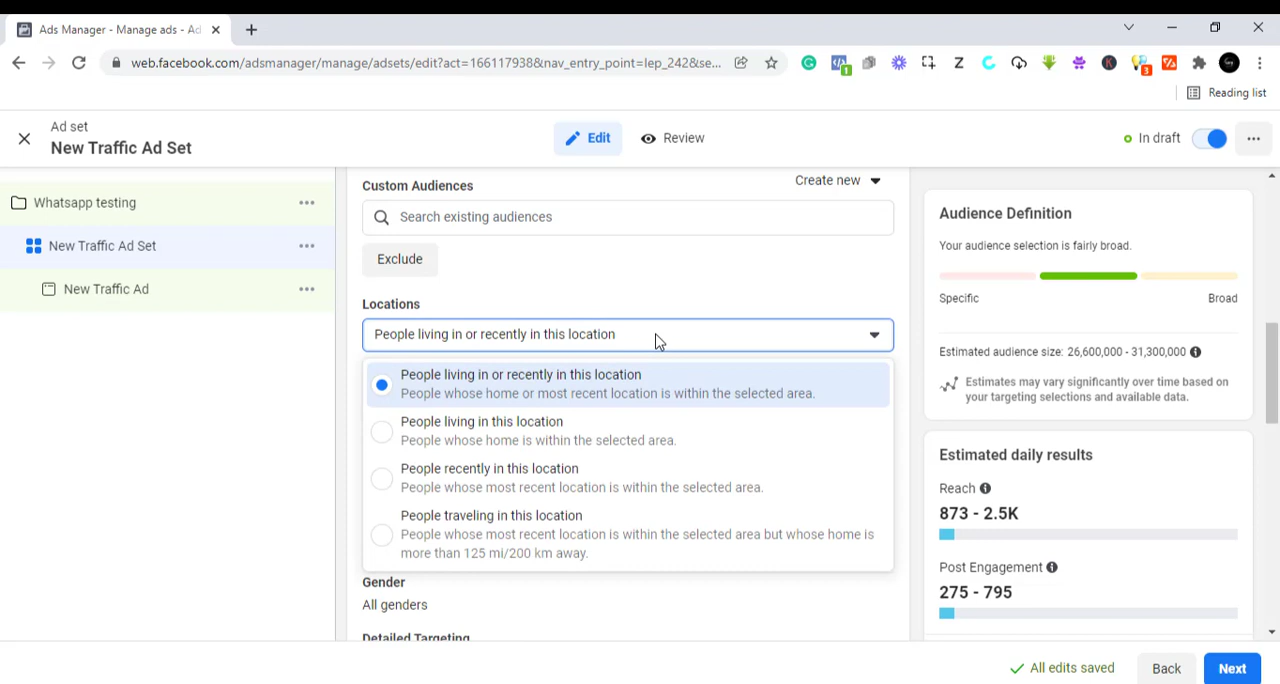 Ads Manager - Manage ads - Ad
web.facebook.com/adsmanager/manage/adsets/edit?act=166117938&nav_entry_point=lep_242&se...
1
Z
K
3
Reading list
Ad set
New Traffic Ad Set
Edit
Review
In draft
Whatsapp testing
New Traffic Ad Set
New Traffic Ad
Custom Audiences
Create new
Search existing audiences
Exclude
Locations
People living in or recently in this location
People living in or recently in this location
People whose home or most recent location is within the selected area.
People living in this location
People whose home is within the selected area.
People recently in this location
People whose most recent location is within the selected area.
People traveling in this location
People whose most recent location is within the selected area but whose home is
more than 125 mi/200 km away.
Gender
All genders
Detailed Targeting
Audience Definition
Your audience selection is fairly broad.
Specific
Broad
Estimated audience size: 26,600,000 - 31,300,000
Estimates may vary significantly over time based on
your targeting selections and available data.
Estimated daily results
Reach
873 - 2.5K
Post Engagement
275 - 795
All edits saved
Back
Next